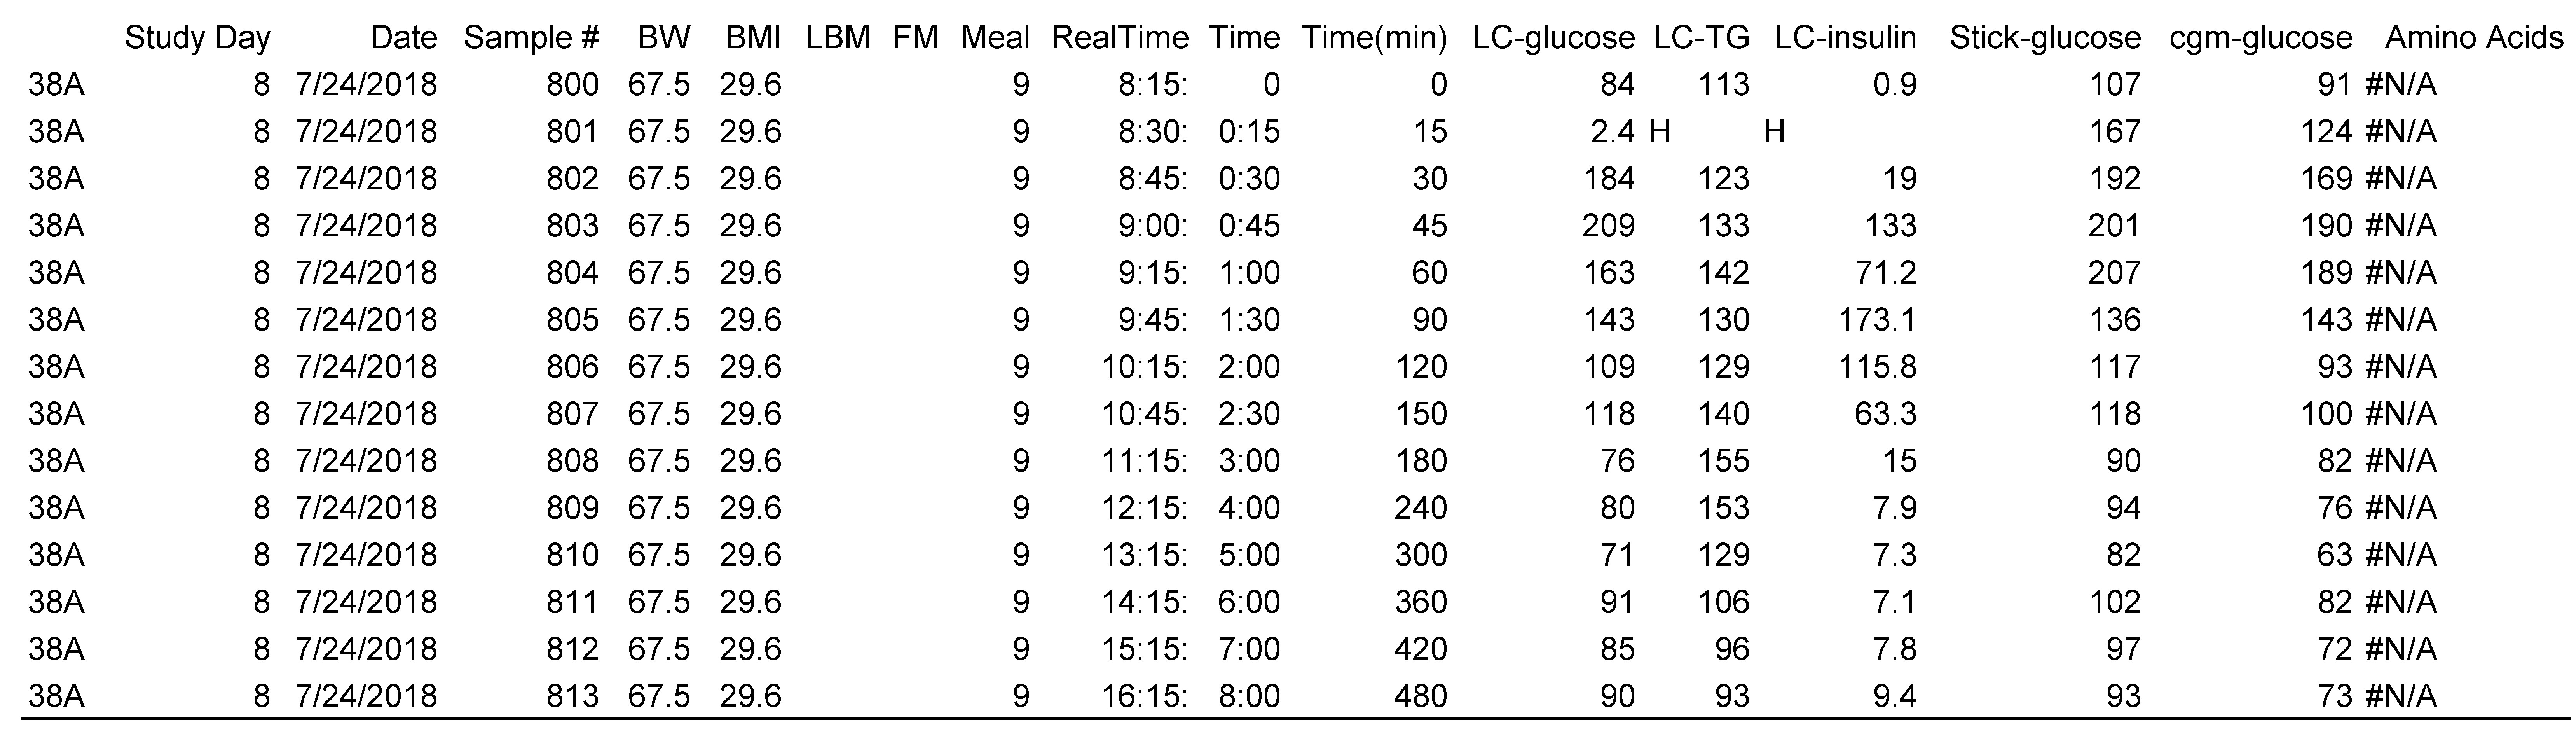 Study Day Date Sample # BW BMI LBM FM Meal RealTime Time Time(min) LC-glucose LC-TG LC-insulin Stick-glucose cgm-glucose Amino Acids
38A 8 7/24/2018 800 67.5 29.6 9 8:15: 0 0 84 113 0.9 107 91 #N/A
38A 8 7/24/2018 801 67.5 29.6 9 8:30: 0:15 15 2.4 H H 167 124 #N/A
38A 8 7/24/2018 802 67.5 29.6 9 8:45: 0:30 30 184 123 19 192 169 #N/A
38A 8 7/24/2018 803 67.5 29.6 9 9:00: 0:45 45 209 133 133 201 190 #N/A
38A 8 7/24/2018 804 67.5 29.6 9 9:15: 1:00 60 163 142 71.2 207 189 #N/A
38A 8 7/24/2018 805 67.5 29.6 9 9:45: 1:30 90 143 130 173.1 136 143 #N/A
38A 8 7/24/2018 806 67.5 29.6 9 10:15: 2:00 120 109 129 115.8 117 93 #N/A
38A 8 7/24/2018 807 67.5 29.6 9 10:45: 2:30 150 118 140 63.3 118 100 #N/A
38A 8 7/24/2018 808 67.5 29.6 9 11:15: 3:00 180 76 155 15 90 82 #N/A
38A 8 7/24/2018 809 67.5 29.6 9 12:15: 4:00 240 80 153 7.9 94 76 #N/A
38A 8 7/24/2018 810 67.5 29.6 9 13:15: 5:00 300 71 129 7.3 82 63 #N/A
38A 8 7/24/2018 811 67.5 29.6 9 14:15: 6:00 360 91 106 7.1 102 82 #N/A
38A 8 7/24/2018 812 67.5 29.6 9 15:15: 7:00 420 85 96 7.8 97 72 #N/A
38A 8 7/24/2018 813 67.5 29.6 9 16:15: 8:00 480 90 93 9.4 93 73 #N/A